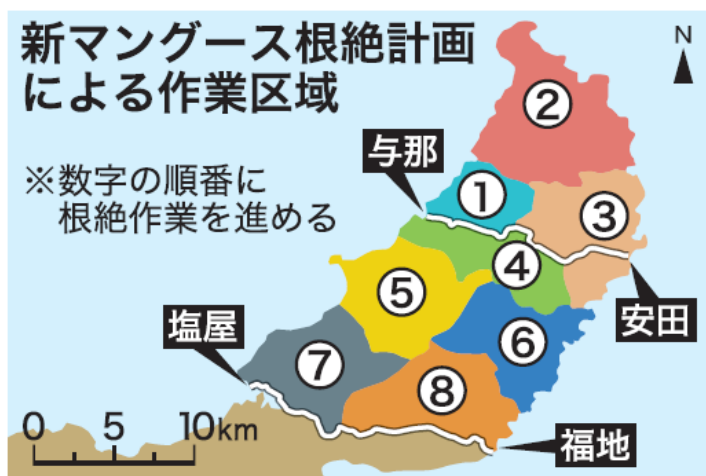 新マングース根絶計画
による作業区域
※数字の順番に
根絶作業を進める
N
②
与那
①
③
④
安田
⑤
塩屋
⑥
⑦
⑧
0 5 10km
福地